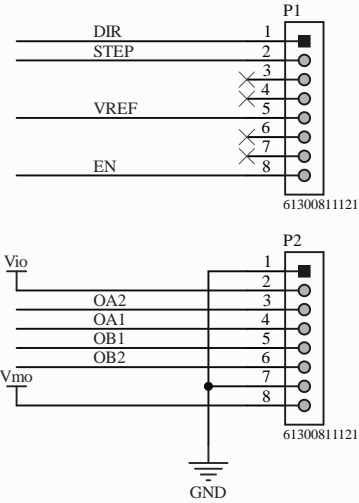 P1
DIR 1
STEP 2
3
4
VREF 5
6
7
EN 8
61300811121
P2
1
Vio
2
OA2 3
OA1 4
OB1 5
OB2 6
Vmo 7
8
61300811121
GND